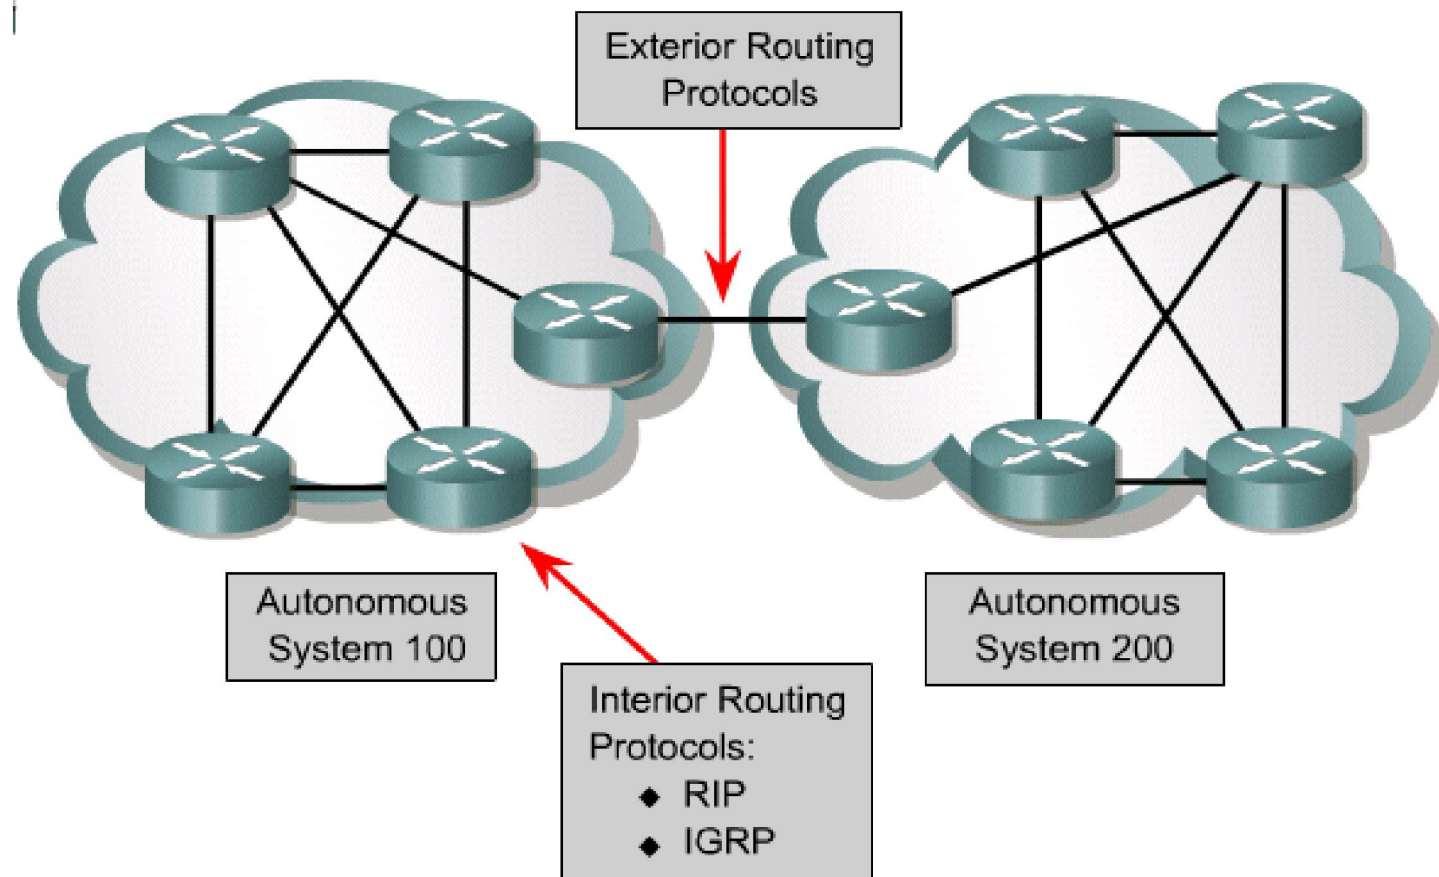 Exterior Routing
Protocols
Autonomous
System 100
Autonomous
System 200
Interior Routing
Protocols:
◆ RIP
◆ IGRP